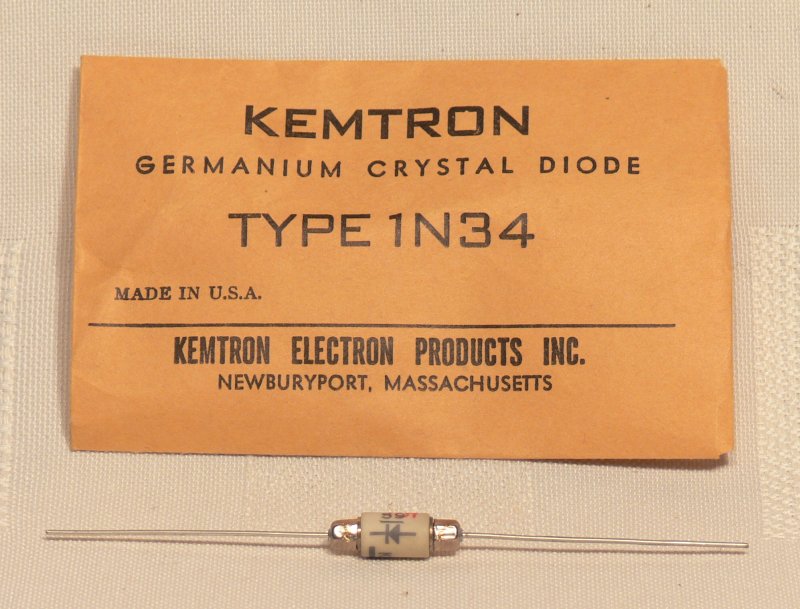 KEMTRON
GERMANIUM CRYSTAL DIODE
TYPE 1N34
MADE IN U.S.A.
KEMTRON ELECTRON PRODUCTS INC.
NEWBURYPORT, MASSACHUSETTS